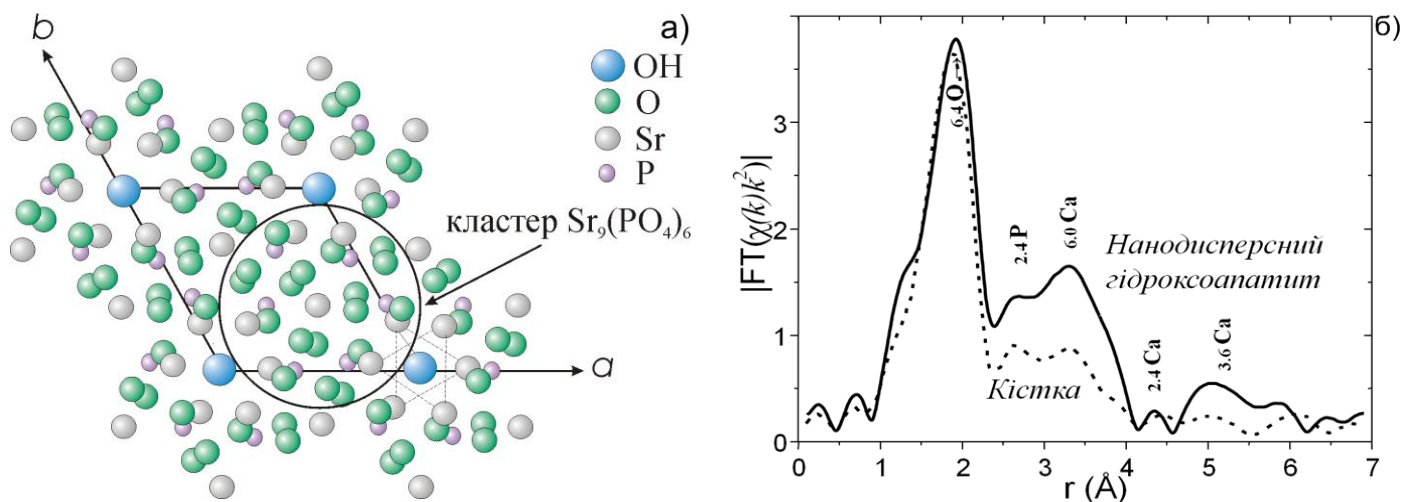 b
а)
OH
O
Sr
P
кластер Sr₉(PO₄)₆
a
б)
|FT(χ(k)k²)|
3
2
1
0
6.4 O
2.4 P
6.0 Ca
2.4 Ca
3.6 Ca
Нанодисперсний
гідроксоапатит
Кістка
0 1 2 3 4 5 6 7
r (Å)